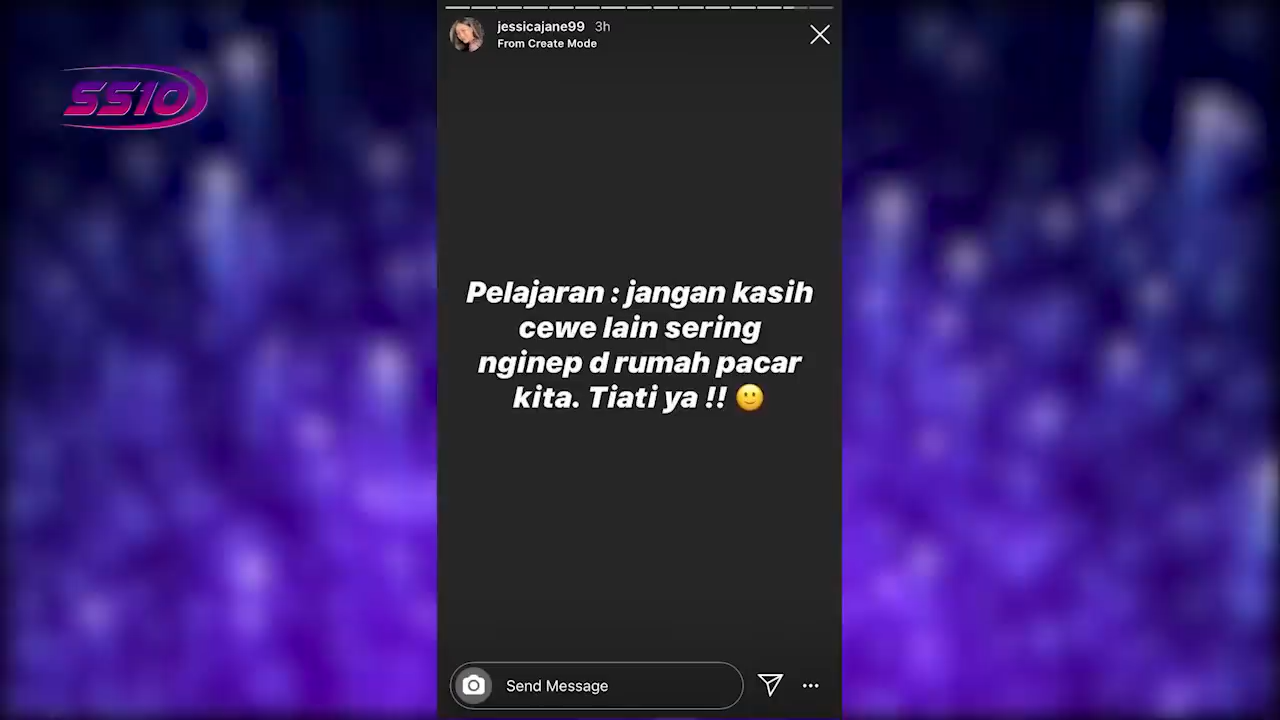 SS10
jessicajane99 3h
From Create Mode
Pelajaran : jangan kasih
cewe lain sering
nginep d rumah pacar
kita. Tiati ya !! 🙂
Send Message